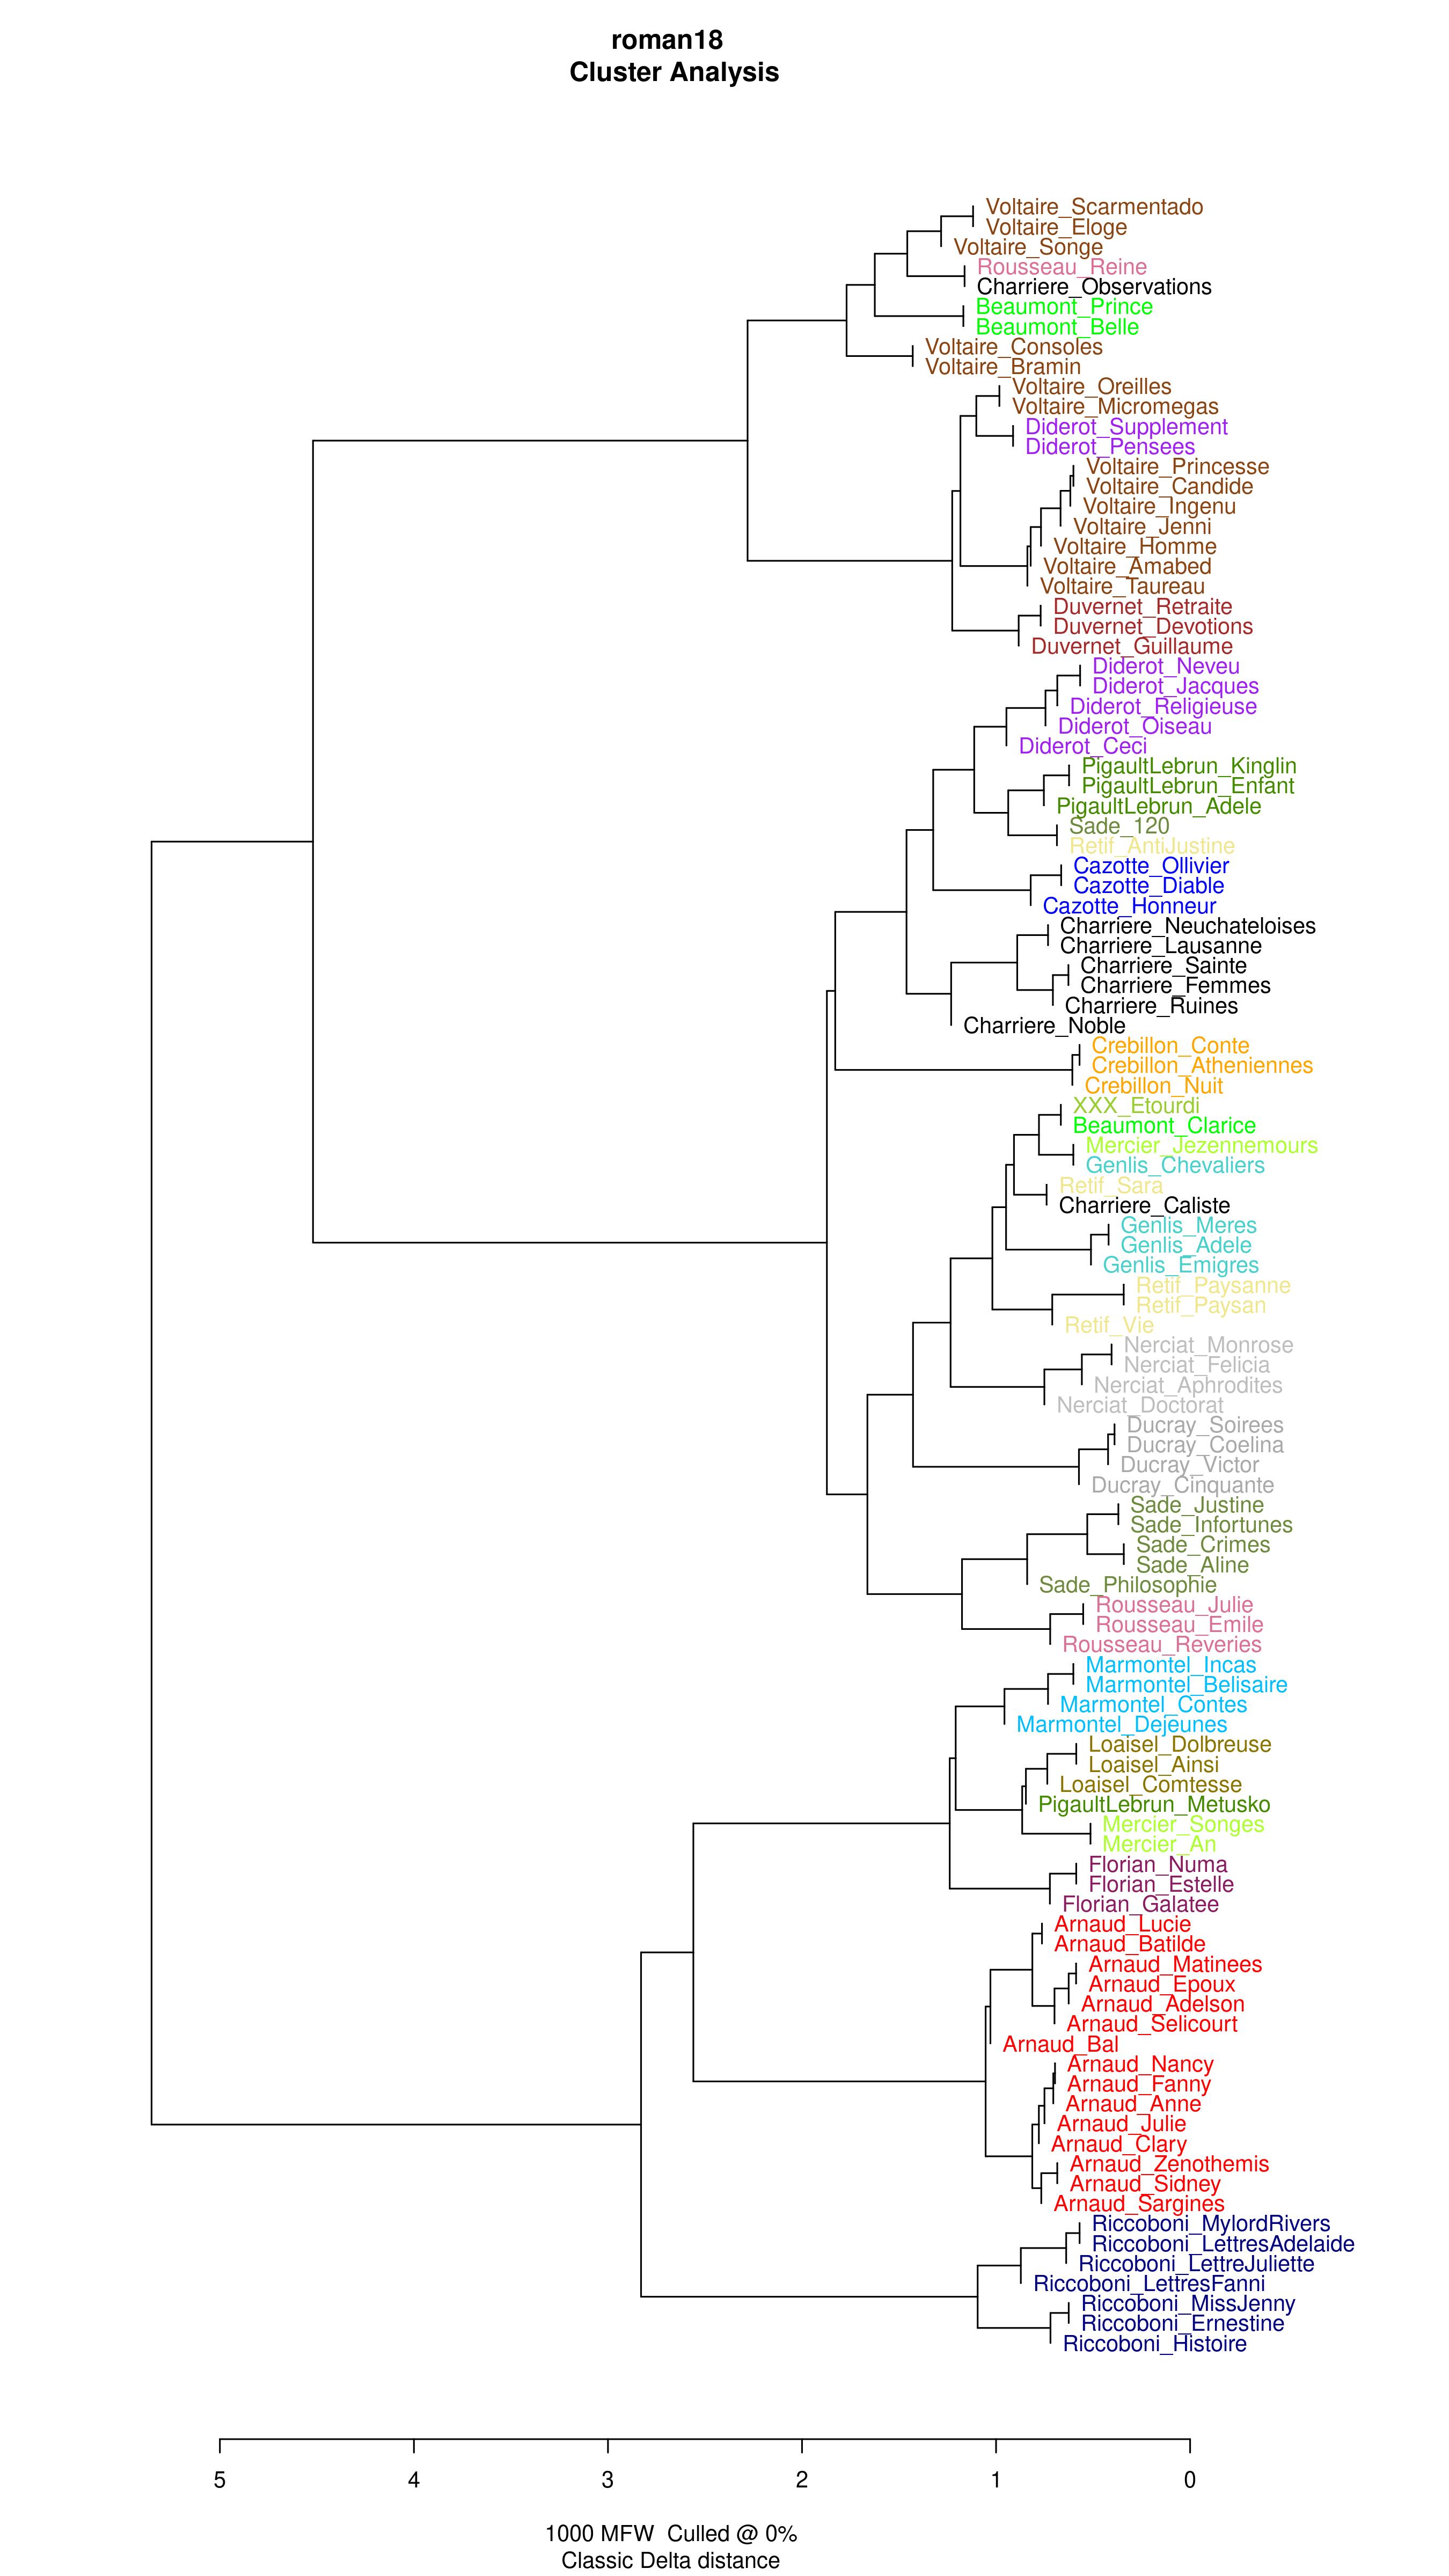 roman18
Cluster Analysis
Voltaire_Scarmentado
Voltaire_Eloge
Voltaire_Songe
Rousseau_Reine
Charriere_Observations
Beaumont_Prince
Beaumont_Belle
Voltaire_Consoles
Voltaire_Bramin
Voltaire_Oreilles
Voltaire_Micromegas
Diderot_Supplement
Diderot_Pensees
Voltaire_Princesse
Voltaire_Candide
Voltaire_Ingenu
Voltaire_Jenni
Voltaire_Homme
Voltaire_Amabed
Voltaire_Taureau
Duvernet_Retraite
Duvernet_Devotions
Duvernet_Guillaume
Diderot_Neveu
Diderot_Jacques
Diderot_Religieuse
Diderot_Oiseau
Diderot_Ceci
PigaultLebrun_Kinglin
PigaultLebrun_Enfant
PigaultLebrun_Adele
Sade_120
Retif_AntiJustine
Cazotte_Ollivier
Cazotte_Diable
Cazotte_Honneur
Charriere_Neuchateloises
Charriere_Lausanne
Charriere_Sainte
Charriere_Femmes
Charriere_Ruines
Charriere_Noble
Crebillon_Conte
Crebillon_Atheniennes
Crebillon_Nuit
XXX_Etourdi
Beaumont_Clarice
Mercier_Jezennemours
Genlis_Chevaliers
Retif_Sara
Charriere_Caliste
Genlis_Meres
Genlis_Adele
Genlis_Emigres
Retif_Paysanne
Retif_Paysan
Retif_Vie
Nerciat_Monrose
Nerciat_Felicia
Nerciat_Aphrodites
Nerciat_Doctorat
Ducray_Soirees
Ducray_Coelina
Ducray_Victor
Ducray_Cinquante
Sade_Justine
Sade_Infortunes
Sade_Crimes
Sade_Aline
Sade_Philosophie
Rousseau_Julie
Rousseau_Emile
Rousseau_Reveries
Marmontel_Incas
Marmontel_Belisaire
Marmontel_Contes
Marmontel_Dejeunes
Loaisel_Dolbreuse
Loaisel_Ainsi
Loaisel_Comtesse
PigaultLebrun_Metusko
Mercier_Songes
Mercier_An
Florian_Numa
Florian_Estelle
Florian_Galatee
Arnaud_Lucie
Arnaud_Batilde
Arnaud_Matinees
Arnaud_Epoux
Arnaud_Adelson
Arnaud_Selicourt
Arnaud_Bal
Arnaud_Nancy
Arnaud_Fanny
Arnaud_Anne
Arnaud_Julie
Arnaud_Clary
Arnaud_Zenothemis
Arnaud_Sidney
Arnaud_Sargines
Riccoboni_MylordRivers
Riccoboni_LettresAdelaide
Riccoboni_LettreJuliette
Riccoboni_LettresFanni
Riccoboni_MissJenny
Riccoboni_Ernestine
Riccoboni_Histoire
5 4 3 2 1 0
1000 MFW Culled @ 0%
Classic Delta distance